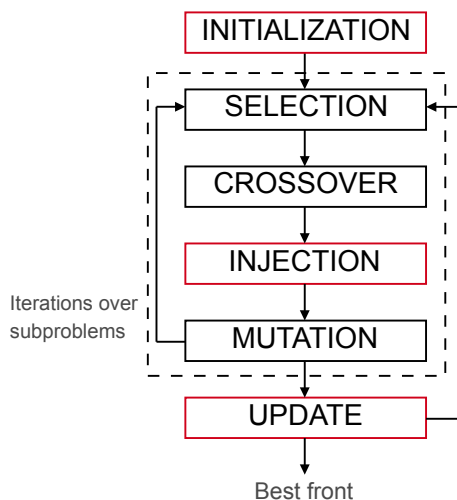 INITIALIZATION
SELECTION
CROSSOVER
INJECTION
Iterations over
subproblems
MUTATION
UPDATE
Best front